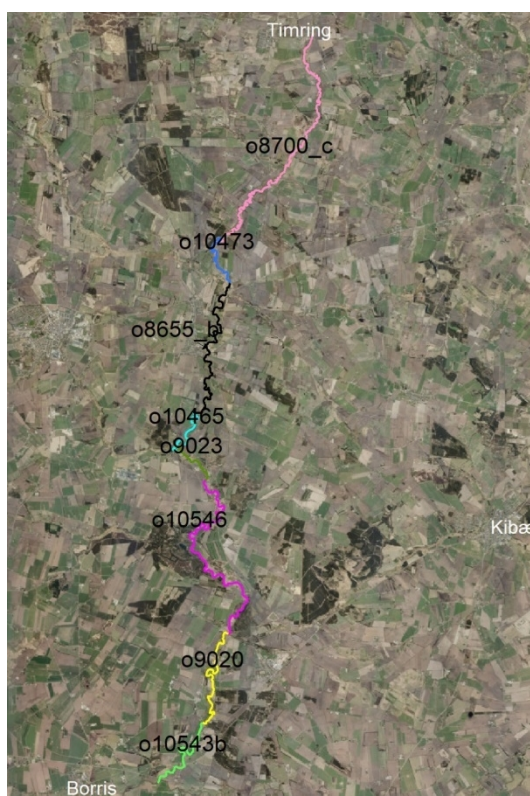 Timring
o8700_c
o10473
o8655_b
o10465
o9023
o10546
Kibæ
o9020
o10543b
Borris